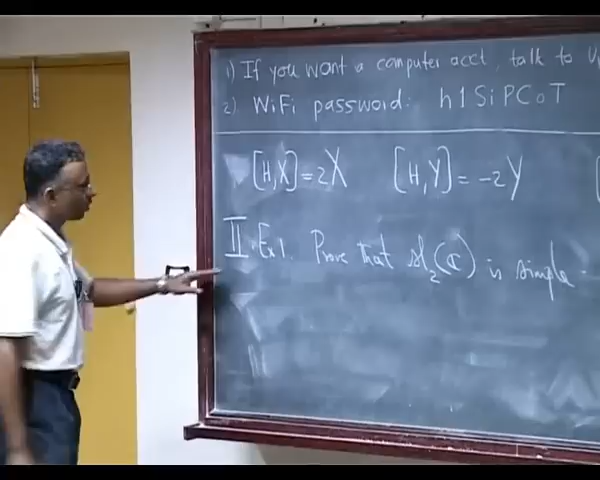 1) If you want a computer acct, talk to
2) WiFi password: h1SiPCoT
[H,X]=2X [H,Y]=-2Y [
II. Ex1. Prove that sl₂(ℂ) is simple.